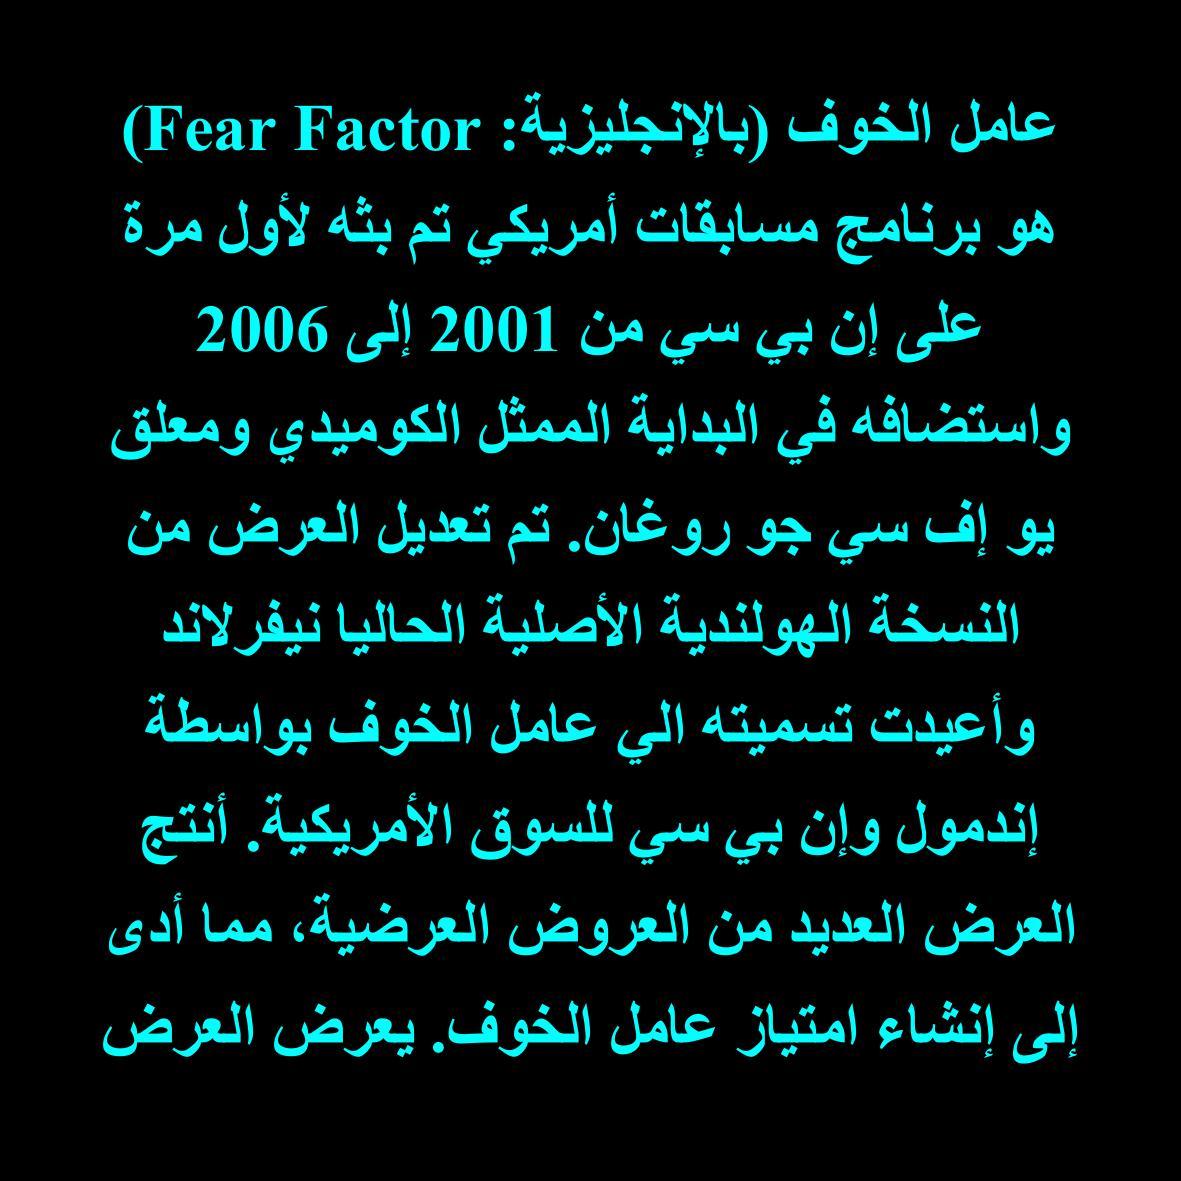 عامل الخوف (بالإنجليزية: Fear Factor)
هو برنامج مسابقات أمريكي تم بثه لأول مرة
على إن بي سي من 2001 إلى 2006
واستضافه في البداية الممثل الكوميدي ومعلق
يو إف سي جو روغان. تم تعديل العرض من
النسخة الهولندية الأصلية الحاليا نيفرلاند
وأعيدت تسميته الي عامل الخوف بواسطة
إندمول وإن بي سي للسوق الأمريكية. أنتج
العرض العديد من العروض العرضية، مما أدى
إلى إنشاء امتياز عامل الخوف. يعرض العرض